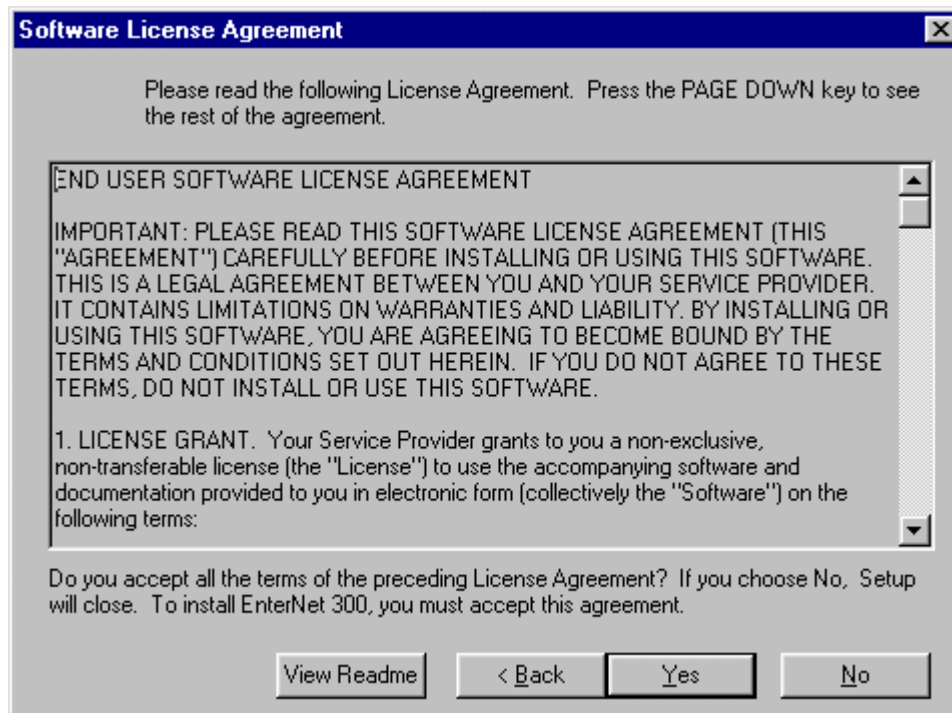 Software License Agreement
Please read the following License Agreement.  Press the PAGE DOWN key to see
the rest of the agreement.
END USER SOFTWARE LICENSE AGREEMENT
IMPORTANT: PLEASE READ THIS SOFTWARE LICENSE AGREEMENT (THIS
"AGREEMENT") CAREFULLY BEFORE INSTALLING OR USING THIS SOFTWARE.
THIS IS A LEGAL AGREEMENT BETWEEN YOU AND YOUR SERVICE PROVIDER.
IT CONTAINS LIMITATIONS ON WARRANTIES AND LIABILITY. BY INSTALLING OR
USING THIS SOFTWARE, YOU ARE AGREEING TO BECOME BOUND BY THE
TERMS AND CONDITIONS SET OUT HEREIN.  IF YOU DO NOT AGREE TO THESE
TERMS, DO NOT INSTALL OR USE THIS SOFTWARE.
1. LICENSE GRANT.  Your Service Provider grants to you a non-exclusive,
non-transferable license (the "License") to use the accompanying software and
documentation provided to you in electronic form (collectively the "Software") on the
following terms:
Do you accept all the terms of the preceding License Agreement?  If you choose No,  Setup
will close.  To install EnterNet 300, you must accept this agreement.
View Readme
< Back
Yes
No